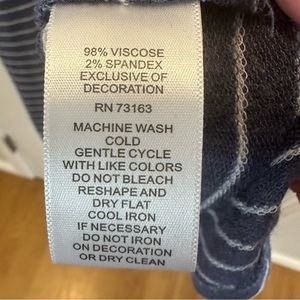 98% VISCOSE
2% SPANDEX
EXCLUSIVE OF
DECORATION
RN 73163
MACHINE WASH
COLD
GENTLE CYCLE
WITH LIKE COLORS
DO NOT BLEACH
RESHAPE AND
DRY FLAT
COOL IRON
IF NECESSARY
DO NOT IRON
ON DECORATION
OR DRY CLEAN